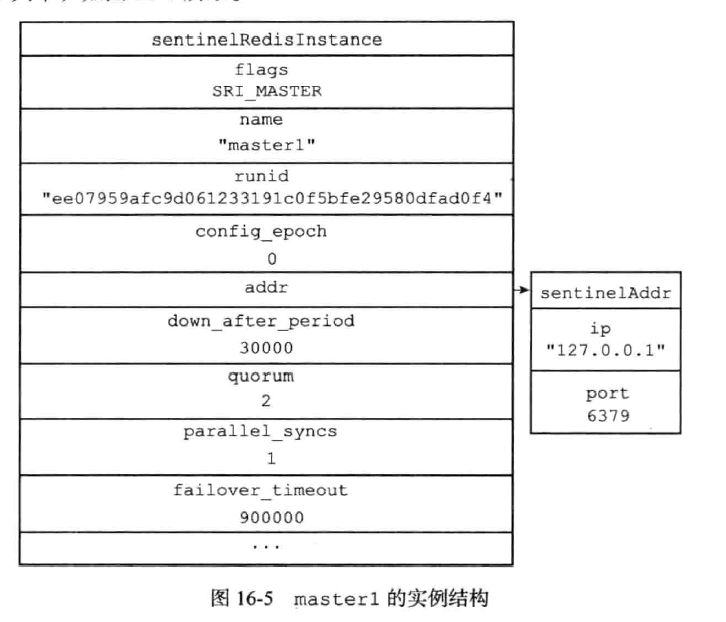 sentinelRedisInstance
flags
SRI_MASTER
name
"master1"
runid
"ee07959afc9d061233191c0f5bfe29580dfad0f4"
config_epoch
0
addr
down_after_period
30000
quorum
2
parallel_syncs
1
failover_timeout
900000
...
sentinelAddr
ip
"127.0.0.1"
port
6379
图 16-5 master1 的实例结构